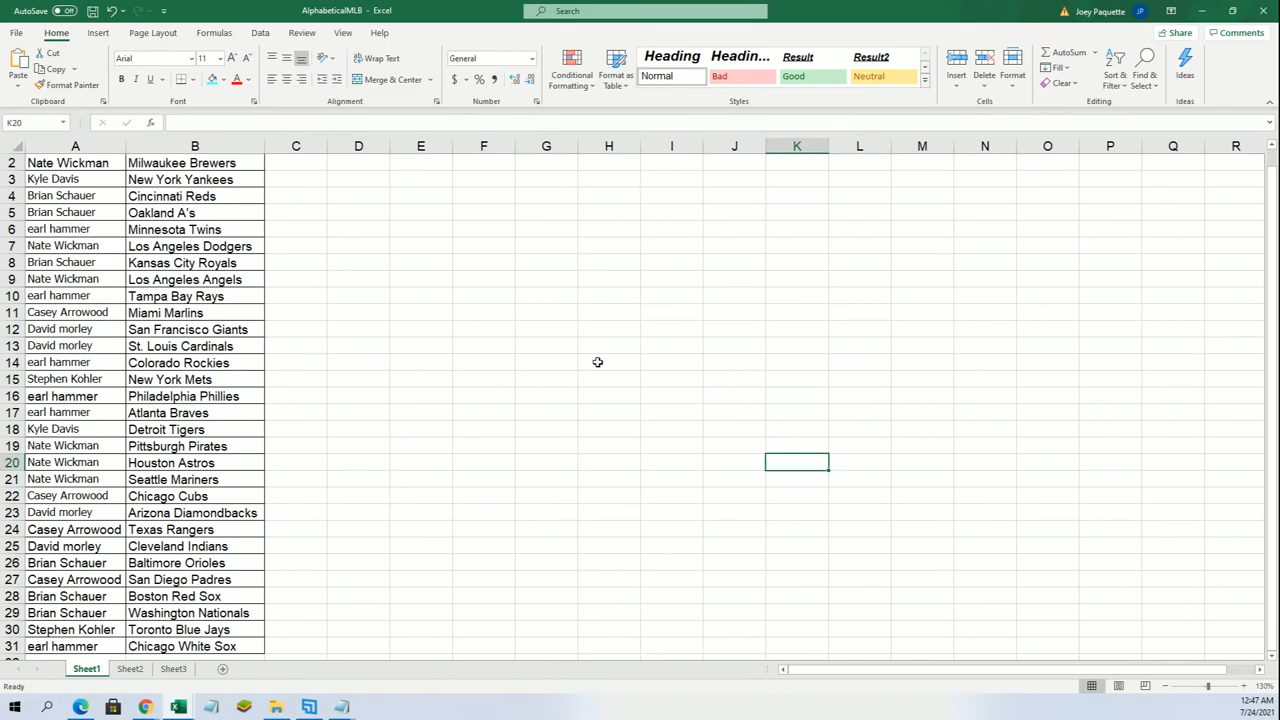 AutoSave Off AlphabeticalMLB - Excel Search Joey Paquette JP
File Home Insert Page Layout Formulas Data Review View Help Share Comments
Paste Cut Copy Format Painter Clipboard
Arial 11 A A B I U A Font
Wrap Text Merge & Center Alignment
General $ % 9 Number
Conditional Formatting Format as Table
Heading Headin... Result Result2
Normal Bad Good Neutral
Styles
Insert Delete Format Cells
AutoSum Fill Clear Sort & Filter Find & Select Editing
Ideas Ideas
K20 fx
A B C D E F G H I J K L M N O P Q R
2 Nate Wickman Milwaukee Brewers
3 Kyle Davis New York Yankees
4 Brian Schauer Cincinnati Reds
5 Brian Schauer Oakland A's
6 earl hammer Minnesota Twins
7 Nate Wickman Los Angeles Dodgers
8 Brian Schauer Kansas City Royals
9 Nate Wickman Los Angeles Angels
10 earl hammer Tampa Bay Rays
11 Casey Arrowood Miami Marlins
12 David morley San Francisco Giants
13 David morley St. Louis Cardinals
14 earl hammer Colorado Rockies
15 Stephen Kohler New York Mets
16 earl hammer Philadelphia Phillies
17 earl hammer Atlanta Braves
18 Kyle Davis Detroit Tigers
19 Nate Wickman Pittsburgh Pirates
20 Nate Wickman Houston Astros
21 Nate Wickman Seattle Mariners
22 Casey Arrowood Chicago Cubs
23 David morley Arizona Diamondbacks
24 Casey Arrowood Texas Rangers
25 David morley Cleveland Indians
26 Brian Schauer Baltimore Orioles
27 Casey Arrowood San Diego Padres
28 Brian Schauer Boston Red Sox
29 Brian Schauer Washington Nationals
30 Stephen Kohler Toronto Blue Jays
31 earl hammer Chicago White Sox
Sheet1 Sheet2 Sheet3
Ready 130%
12:47 AM
7/24/2021